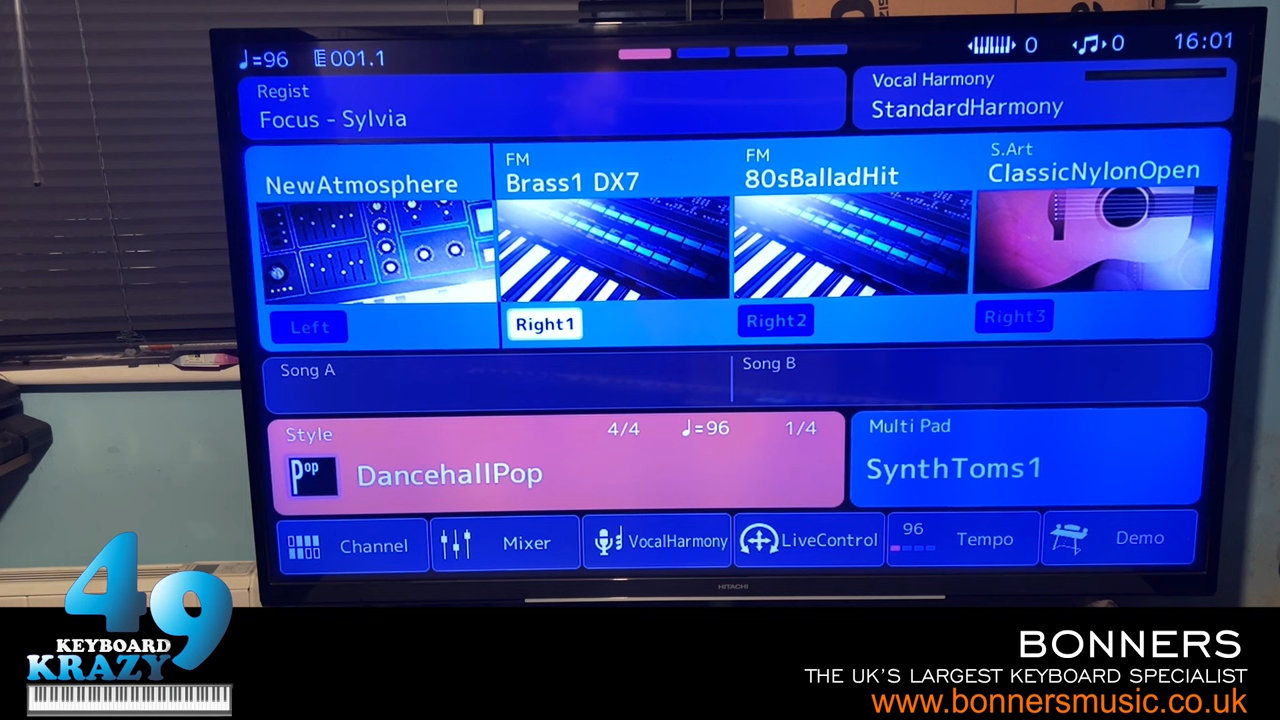 ♩=96 001.1 0 0 16:01
Regist
Focus - Sylvia
Vocal Harmony
StandardHarmony
NewAtmosphere
FM
Brass1 DX7
FM
80sBalladHit
S.Art
ClassicNylonOpen
Left
Right1
Right2
Right3
Song A
Song B
Style 4/4 ♩=96 1/4
Pop
DancehallPop
Multi Pad
SynthToms1
Channel
Mixer
VocalHarmony
LiveControl
96
Tempo
Demo
HITACHI
49
KEYBOARD
KRAZY
BONNERS
THE UK'S LARGEST KEYBOARD SPECIALIST
www.bonnersmusic.co.uk